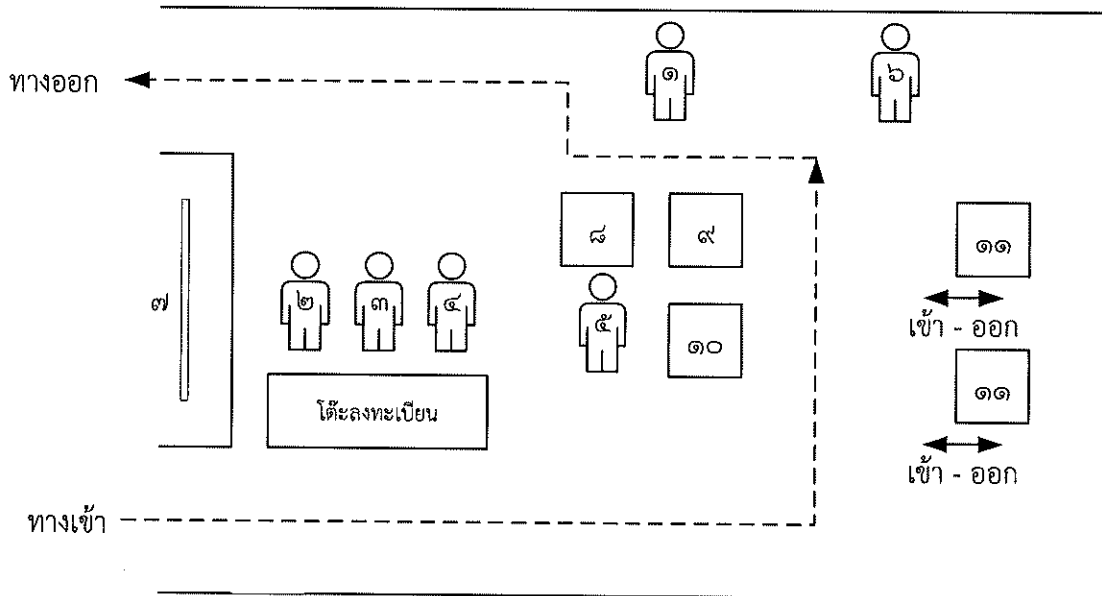 ๑
๖
ทางออก
๘
๙
๑๑
๗
๒
๓
๔
๕
เข้า - ออก
๑๐
๑๑
โต๊ะลงทะเบียน
เข้า - ออก
ทางเข้า